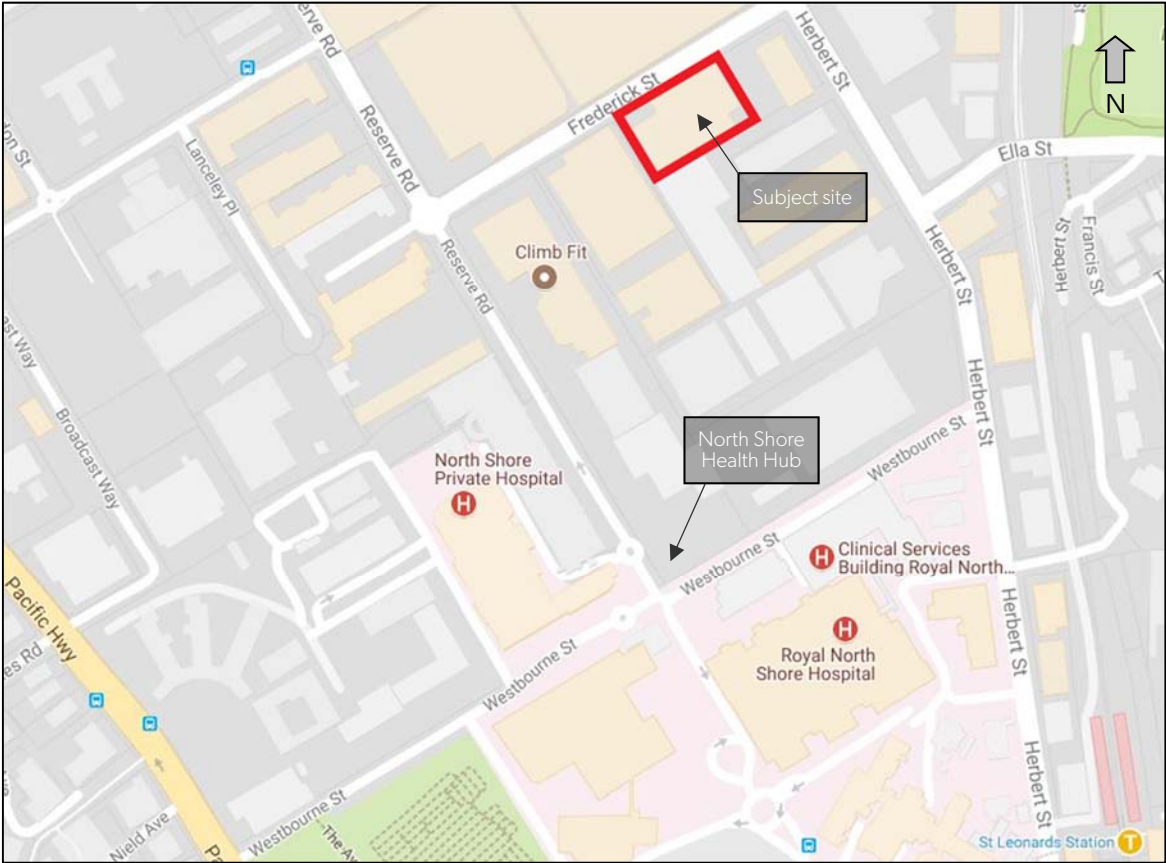 Herbert St
N
Reserve Rd
Frederick St
Lanceley Pl
Reserve Rd
Ella St
Subject site
Herbert St
Francis St
Herbert St
Climb Fit
Reserve Rd
Herbert St
Broadcast Way
North Shore
Health Hub
Westbourne St
North Shore
Private Hospital
H
Westbourne St
H
Clinical Services
Building Royal North...
Pacific Hwy
Herbert St
H
Royal North
Shore Hospital
Westbourne St
Herbert St
Nield Ave
Westbourne St
St Leonards Station
T